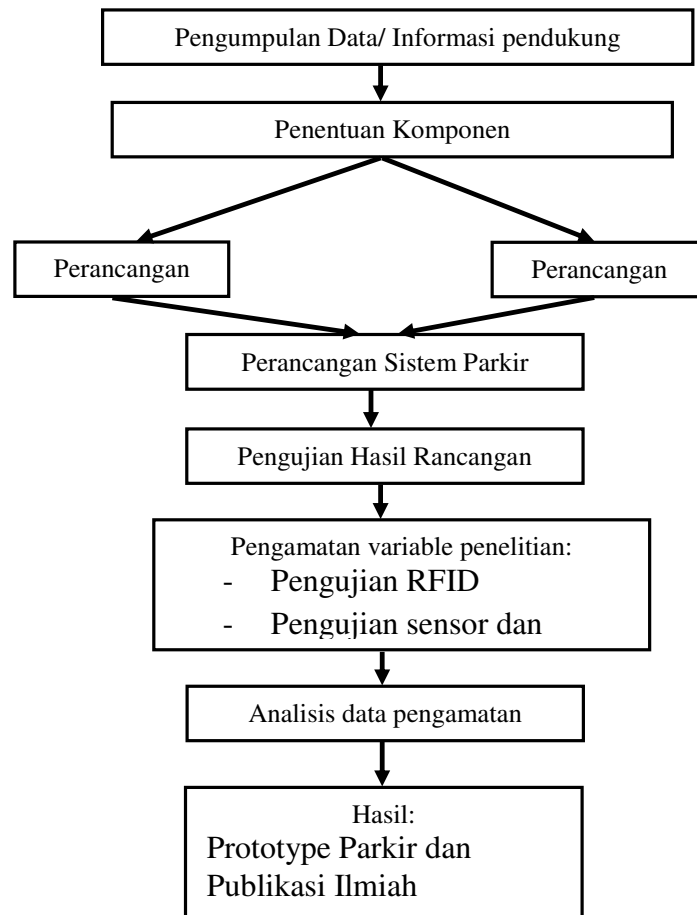 Pengumpulan Data/ Informasi pendukung
Penentuan Komponen
Perancangan
Perancangan
Perancangan Sistem Parkir
Pengujian Hasil Rancangan
Pengamatan variable penelitian:
- Pengujian RFID
- Pengujian sensor dan
Analisis data pengamatan
Hasil:
Prototype Parkir dan
Publikasi Ilmiah